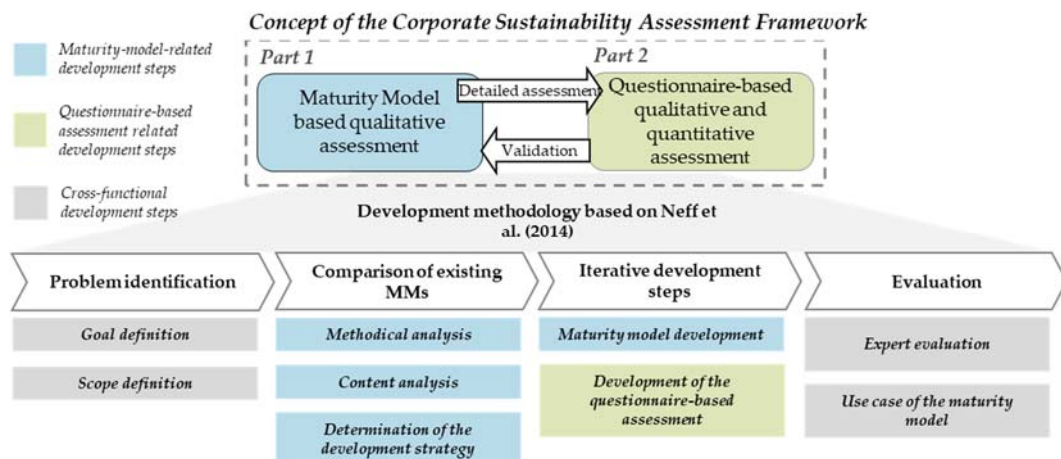 Concept of the Corporate Sustainability Assessment Framework
Maturity-model-related
development steps
Questionnaire-based
assessment related
development steps
Cross-functional
development steps
Part 1
Maturity Model
based qualitative
assessment
Detailed assessment
Validation
Part 2
Questionnaire-based
qualitative and
quantitative
assessment
Development methodology based on Neff et
al. (2014)
Problem identification
Comparison of existing
MMs
Iterative development
steps
Evaluation
Goal definition
Scope definition
Methodical analysis
Content analysis
Determination of the
development strategy
Maturity model development
Development of the
questionnaire-based
assessment
Expert evaluation
Use case of the maturity
model